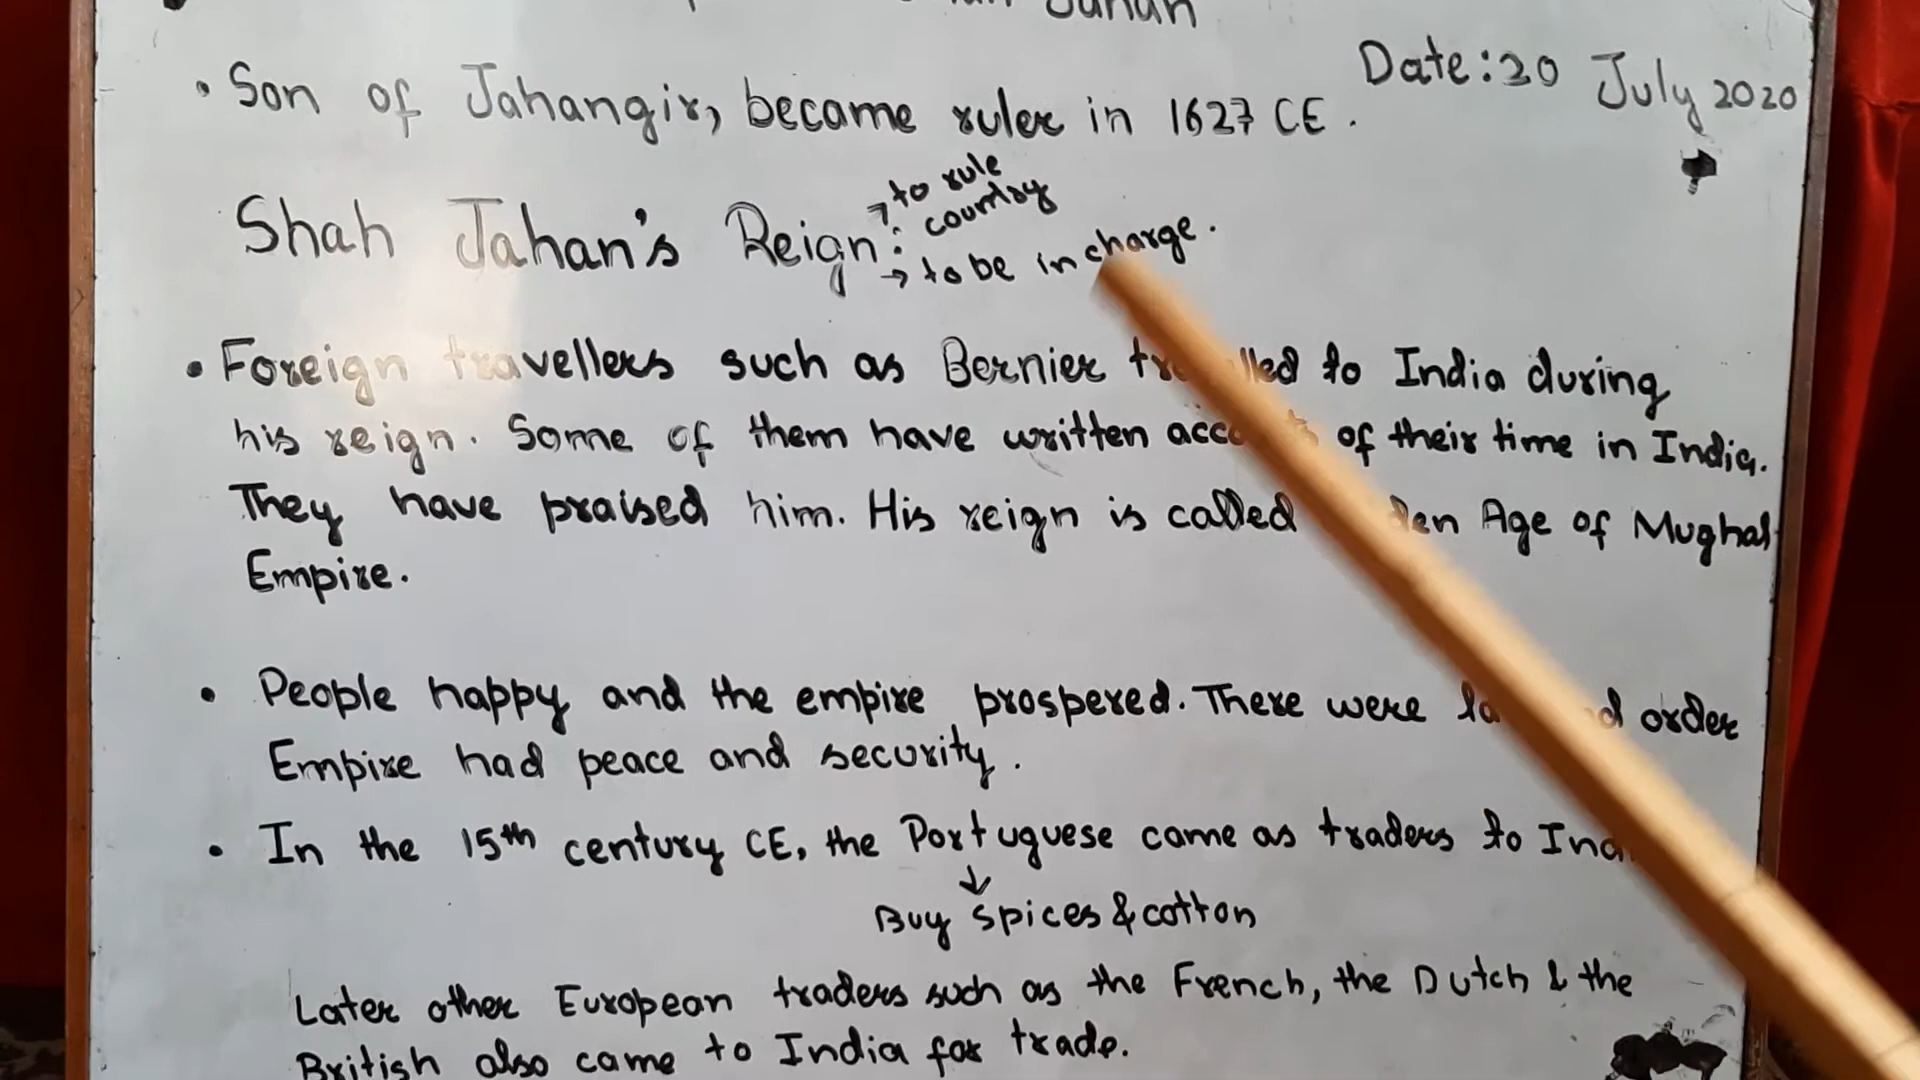 Jahan
• Son of Jahangir, became ruler in 1627 CE.
Date: 20 July 2020
Shah Jahan's Reign :
→ to rule country
→ to be in charge.
• Foreign travellers such as Bernier to India during
his reign. Some of them have written of their time in India.
They have praised him. His reign is called Age of Mughal
Empire.
• People happy and the empire prospered. There were order
Empire had peace and security.
• In the 15th century CE, the Portuguese came as traders to
↓
Buy spices & cotton
Later other European traders such as the French, the Dutch & the
British also came to India for trade.